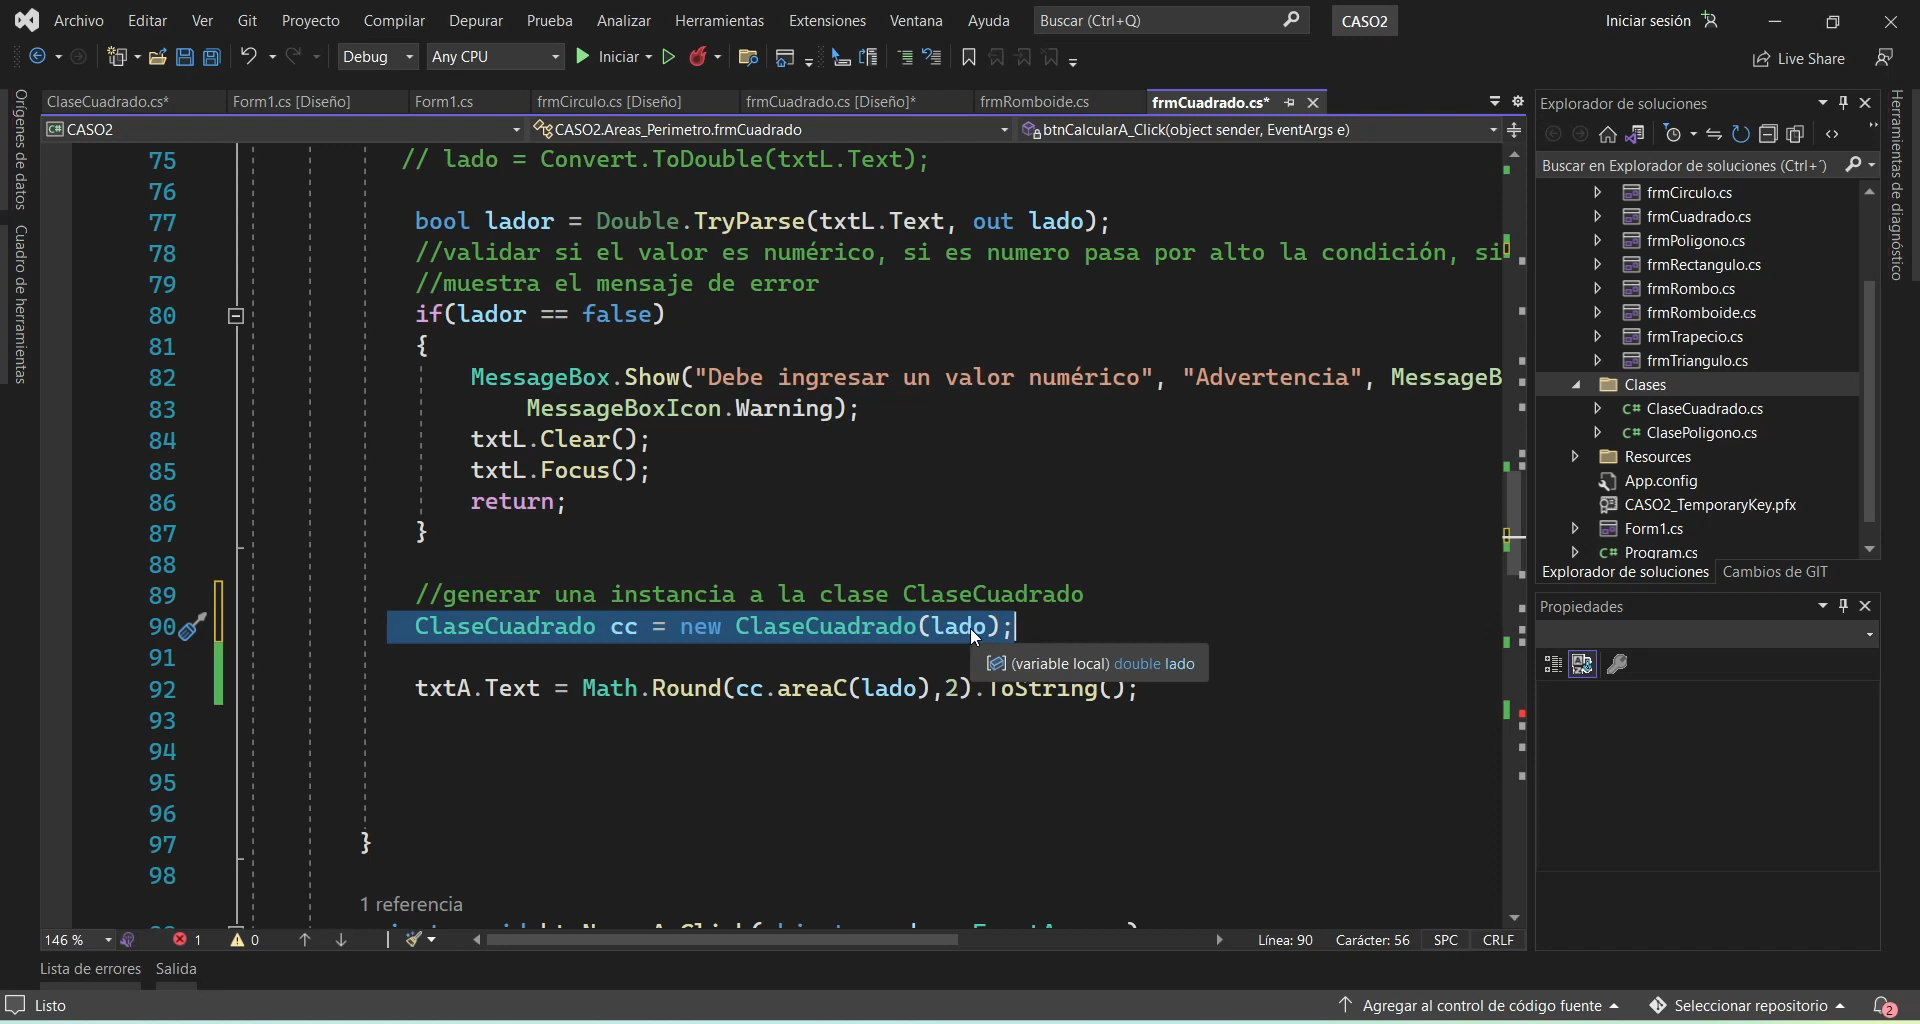 Archivo Editar Ver Git Proyecto Compilar Depurar Prueba Analizar Herramientas Extensiones Ventana Ayuda Buscar (Ctrl+Q) CASO2 Iniciar sesión
Debug Any CPU Iniciar Live Share
ClaseCuadrado.cs* Form1.cs [Diseño] Form1.cs frmCirculo.cs [Diseño] frmCuadrado.cs [Diseño]* frmRomboide.cs frmCuadrado.cs*
C# CASO2 CASO2.Areas_Perimetro.frmCuadrado btnCalcularA_Click(object sender, EventArgs e)
Orígenes de datos
Cuadro de herramientas
75 // lado = Convert.ToDouble(txtL.Text);
76
77 bool lador = Double.TryParse(txtL.Text, out lado);
78 //validar si el valor es numérico, si es numero pasa por alto la condición, si
79 //muestra el mensaje de error
80 if(lador == false)
81 {
82 MessageBox.Show("Debe ingresar un valor numérico", "Advertencia", MessageB
83 MessageBoxIcon.Warning);
84 txtL.Clear();
85 txtL.Focus();
86 return;
87 }
88
89 //generar una instancia a la clase ClaseCuadrado
90 ClaseCuadrado cc = new ClaseCuadrado(lado);
91 (variable local) double lado
92 txtA.Text = Math.Round(cc.areaC(lado),2).ToString();
93
94
95
96
97 }
98
1 referencia
146 % 1 0 Línea: 90 Carácter: 56 SPC CRLF
Lista de errores Salida
Explorador de soluciones
Buscar en Explorador de soluciones (Ctrl+´)
frmCirculo.cs
frmCuadrado.cs
frmPoligono.cs
frmRectangulo.cs
frmRombo.cs
frmRomboide.cs
frmTrapecio.cs
frmTriangulo.cs
Clases
C# ClaseCuadrado.cs
C# ClasePoligono.cs
Resources
App.config
CASO2_TemporaryKey.pfx
Form1.cs
C# Program.cs
Explorador de soluciones Cambios de GIT
Propiedades
Herramientas de diagnóstico
Listo Agregar al control de código fuente Seleccionar repositorio 2